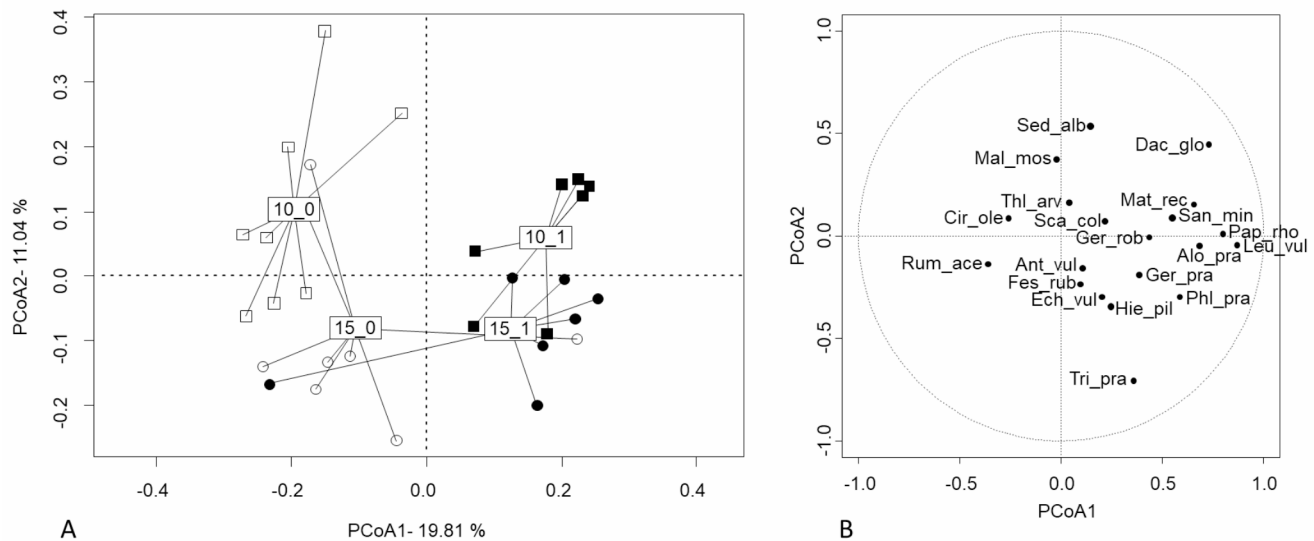 0.4
0.3
0.2
0.1
0.0
-0.1
-0.2
PCoA2- 11.04 %
10_0
10_1
15_0
15_1
-0.4
-0.2
0.0
0.2
0.4
PCoA1- 19.81 %
A
1.0
0.5
0.0
-0.5
-1.0
PCoA2
Sed_alb
Dac_glo
Mal_mos
Thl_arv
Mat_rec
Cir_ole
Sca_col
San_min
Ger_rob
Pap_rho
Leu_vul
Alo_pra
Rum_ace
Ant_vul
Ger_pra
Fes_rub
Ech_vul
Hie_pil
Phl_pra
Tri_pra
-1.0
-0.5
0.0
0.5
1.0
PCoA1
B